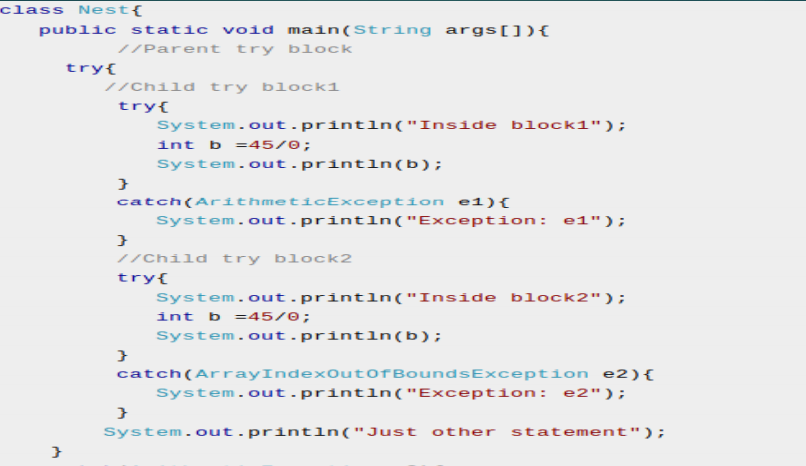 class Nest{
public static void main(String args[]){
//Parent try block
try{
//Child try block1
try{
System.out.println("Inside block1");
int b =45/0;
System.out.println(b);
}
catch(ArithmeticException e1){
System.out.println("Exception: e1");
}
//Child try block2
try{
System.out.println("Inside block2");
int b =45/0;
System.out.println(b);
}
catch(ArrayIndexOutOfBoundsException e2){
System.out.println("Exception: e2");
}
System.out.println("Just other statement");
}